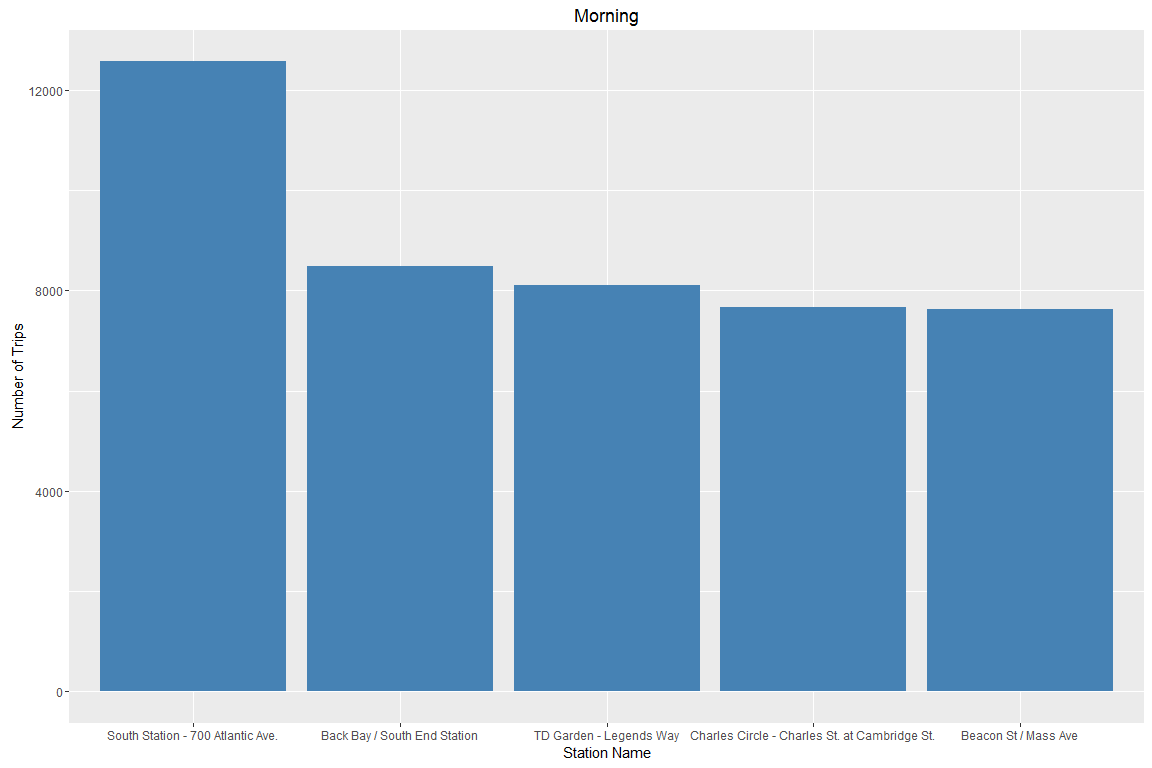 Morning
Number of Trips
12000
8000
4000
0
South Station - 700 Atlantic Ave.
Back Bay / South End Station
TD Garden - Legends Way
Charles Circle - Charles St. at Cambridge St.
Beacon St / Mass Ave
Station Name